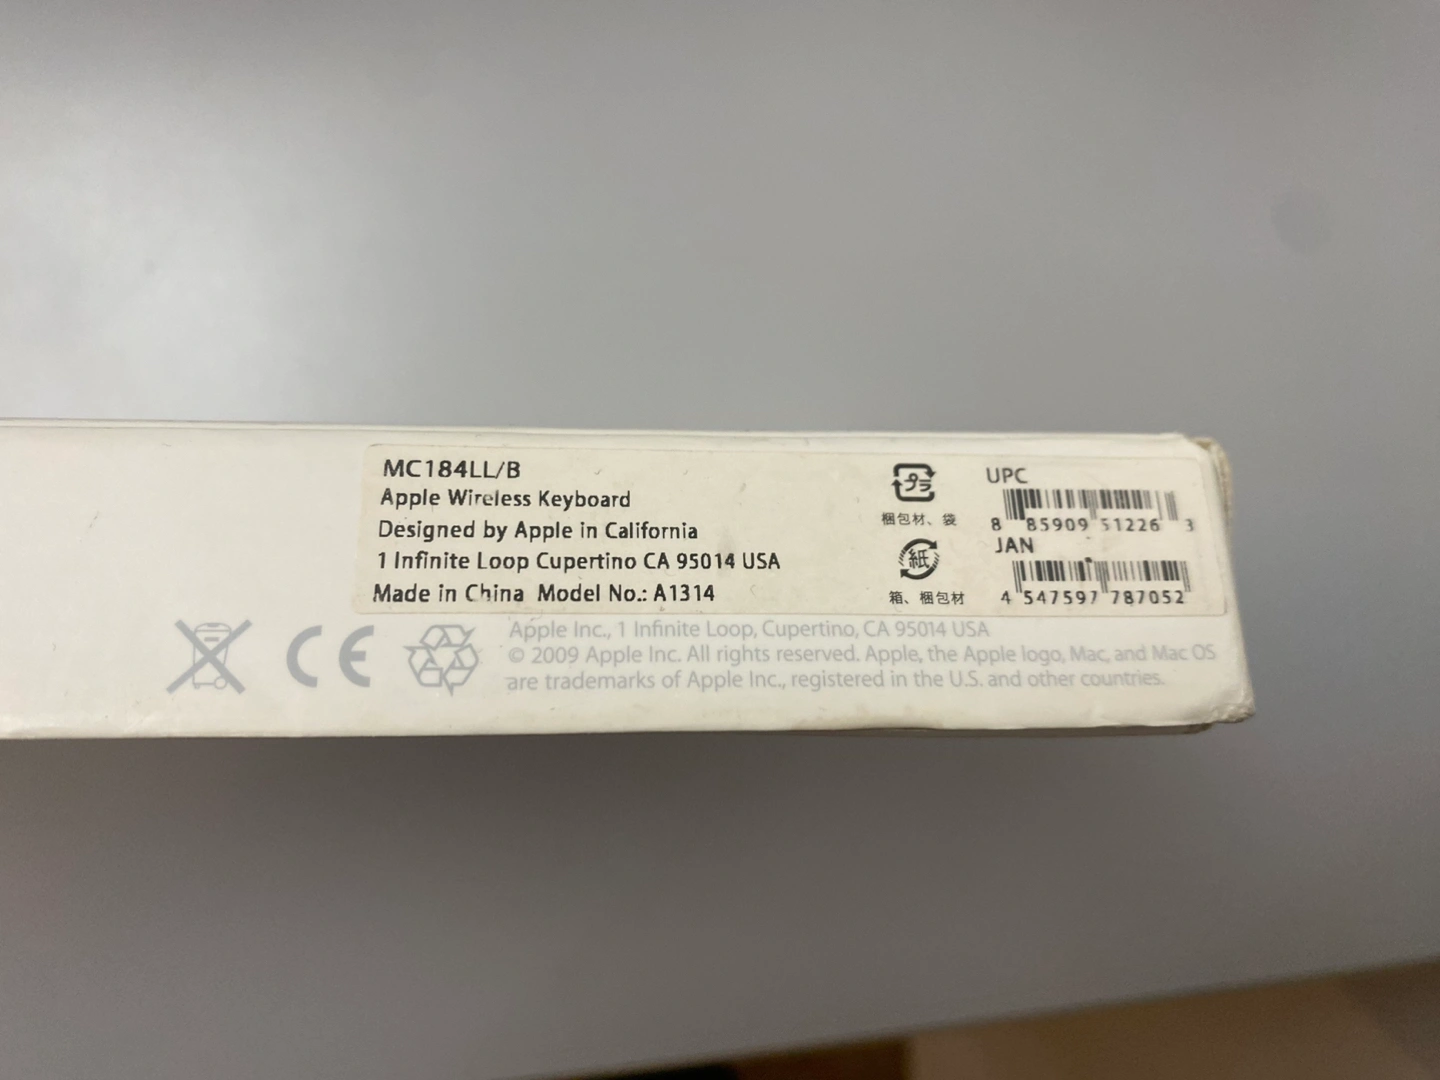 MC184LL/B
Apple Wireless Keyboard
Designed by Apple in California
1 Infinite Loop Cupertino CA 95014 USA
Made in China Model No.: A1314
プラ
梱包材、袋
紙
箱、梱包材
UPC
8 85909 51226 3
JAN
4 547597 787052
CE
Apple Inc., 1 Infinite Loop, Cupertino, CA 95014 USA
© 2009 Apple Inc. All rights reserved. Apple, the Apple logo, Mac, and Mac OS
are trademarks of Apple Inc., registered in the U.S. and other countries.